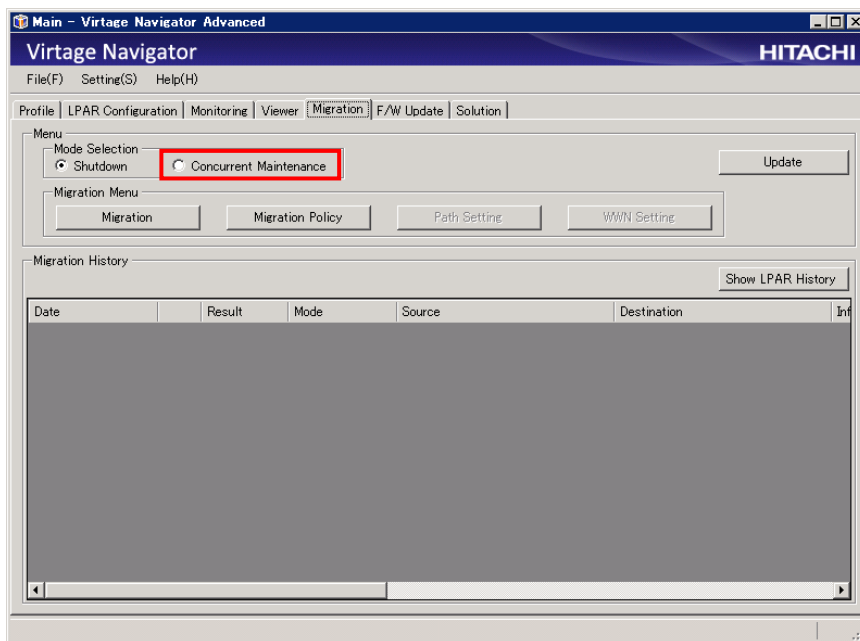 Main - Virtage Navigator Advanced
Virtage Navigator HITACHI
File(F) Setting(S) Help(H)
Profile LPAR Configuration Monitoring Viewer Migration F/W Update Solution
Menu
Mode Selection
Shutdown Concurrent Maintenance Update
Migration Menu
Migration Migration Policy Path Setting WWN Setting
Migration History
Show LPAR History
Date Result Mode Source Destination Inf